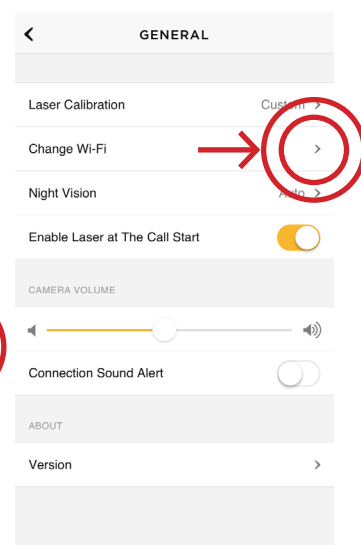 GENERAL
Laser Calibration Custom
Change Wi-Fi
Night Vision Auto
Enable Laser at The Call Start
CAMERA VOLUME
Connection Sound Alert
ABOUT
Version